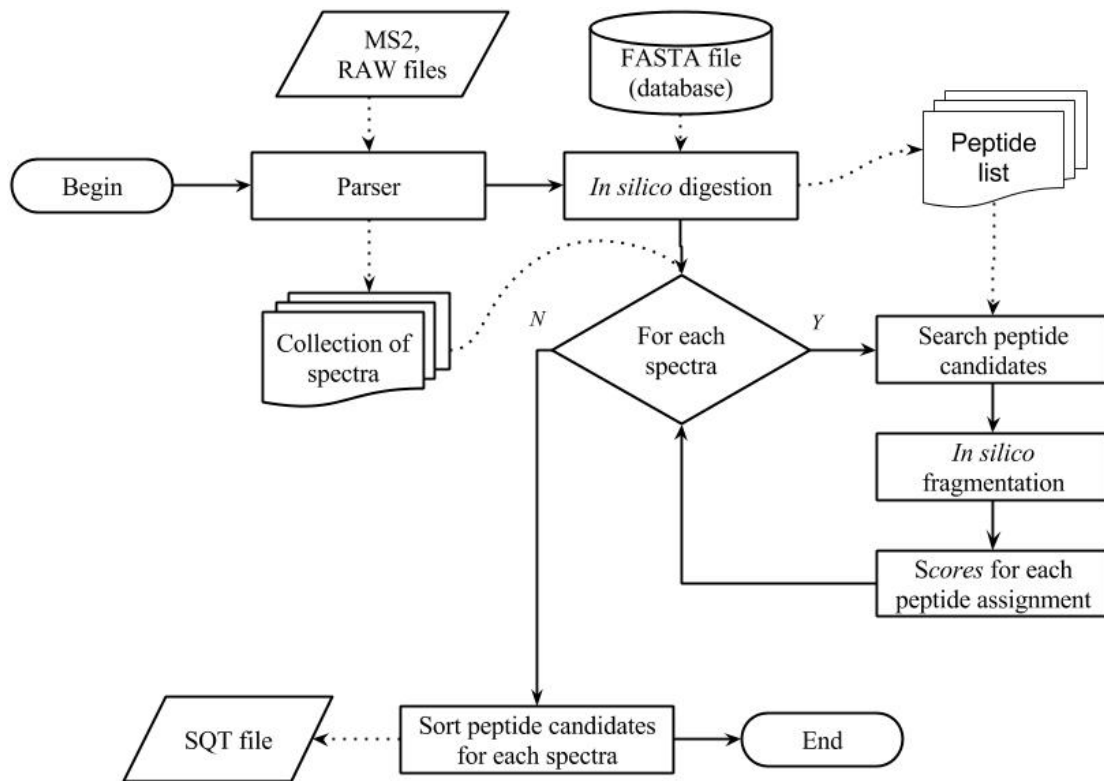 MS2,
RAW files
FASTA file
(database)
Begin
Parser
In silico digestion
Peptide
list
Collection of
spectra
N
For each
spectra
Y
Search peptide
candidates
In silico
fragmentation
Scores for each
peptide assignment
SQT file
Sort peptide candidates
for each spectra
End